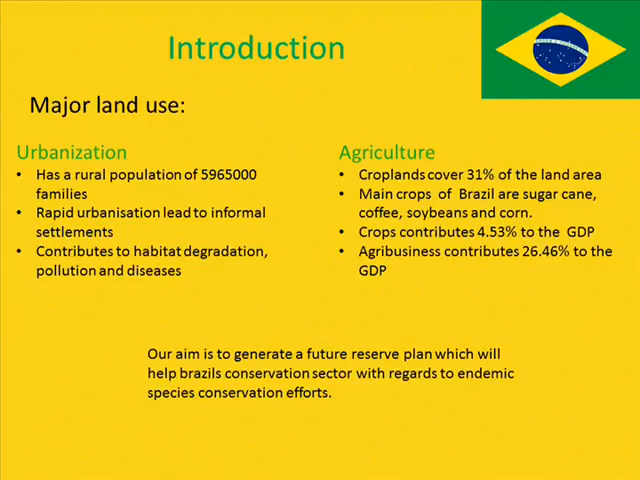 Introduction
Major land use:
Urbanization
• Has a rural population of 5965000
families
• Rapid urbanisation lead to informal
settlements
• Contributes to habitat degradation,
pollution and diseases
Agriculture
• Croplands cover 31% of the land area
• Main crops of Brazil are sugar cane,
coffee, soybeans and corn.
• Crops contributes 4.53% to the GDP
• Agribusiness contributes 26.46% to the
GDP
Our aim is to generate a future reserve plan which will
help brazils conservation sector with regards to endemic
species conservation efforts.